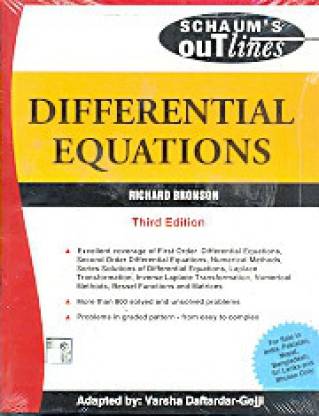 SCHAUM'S
OUTlines
DIFFERENTIAL
EQUATIONS
RICHARD BRONSON
Third Edition
Excellent coverage of First Order Differential Equations,
Second Order Differential Equations, Numerical Methods,
Series Solutions of Differential Equations, Laplace
Transformation, Inverse Laplace Transformation, Numerical
Methods, Bessel Functions and Matrices
More than 800 solved and unsolved problems
Problems in graded pattern - from easy to complex
For Sale in
India, Pakistan,
Nepal,
Bangladesh,
Sri Lanka and
Bhutan Only
Adapted by: Varsha Daftardar-Gejji